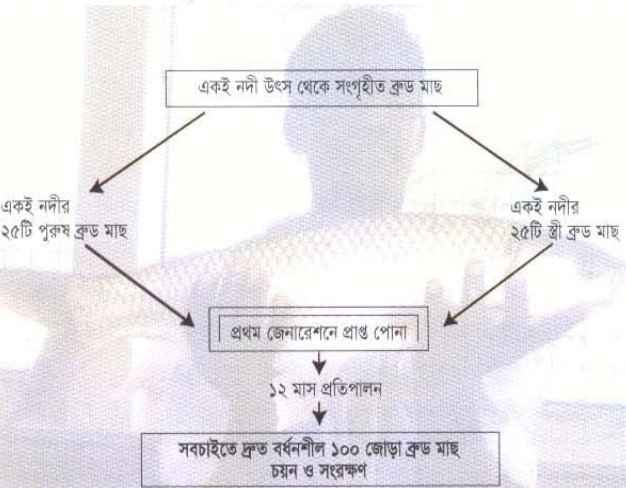 একই নদী উৎস থেকে সংগৃহীত ব্রুড মাছ
একই নদীর
২৫টি পুরুষ ব্রুড মাছ
একই নদীর
২৫টি স্ত্রী ব্রুড মাছ
প্রথম জেনারেশনে প্রাপ্ত পোনা
১২ মাস প্রতিপালন
সবচাইতে দ্রুত বর্ধনশীল ১০০ জোড়া ব্রুড মাছ
চয়ন ও সংরক্ষণ